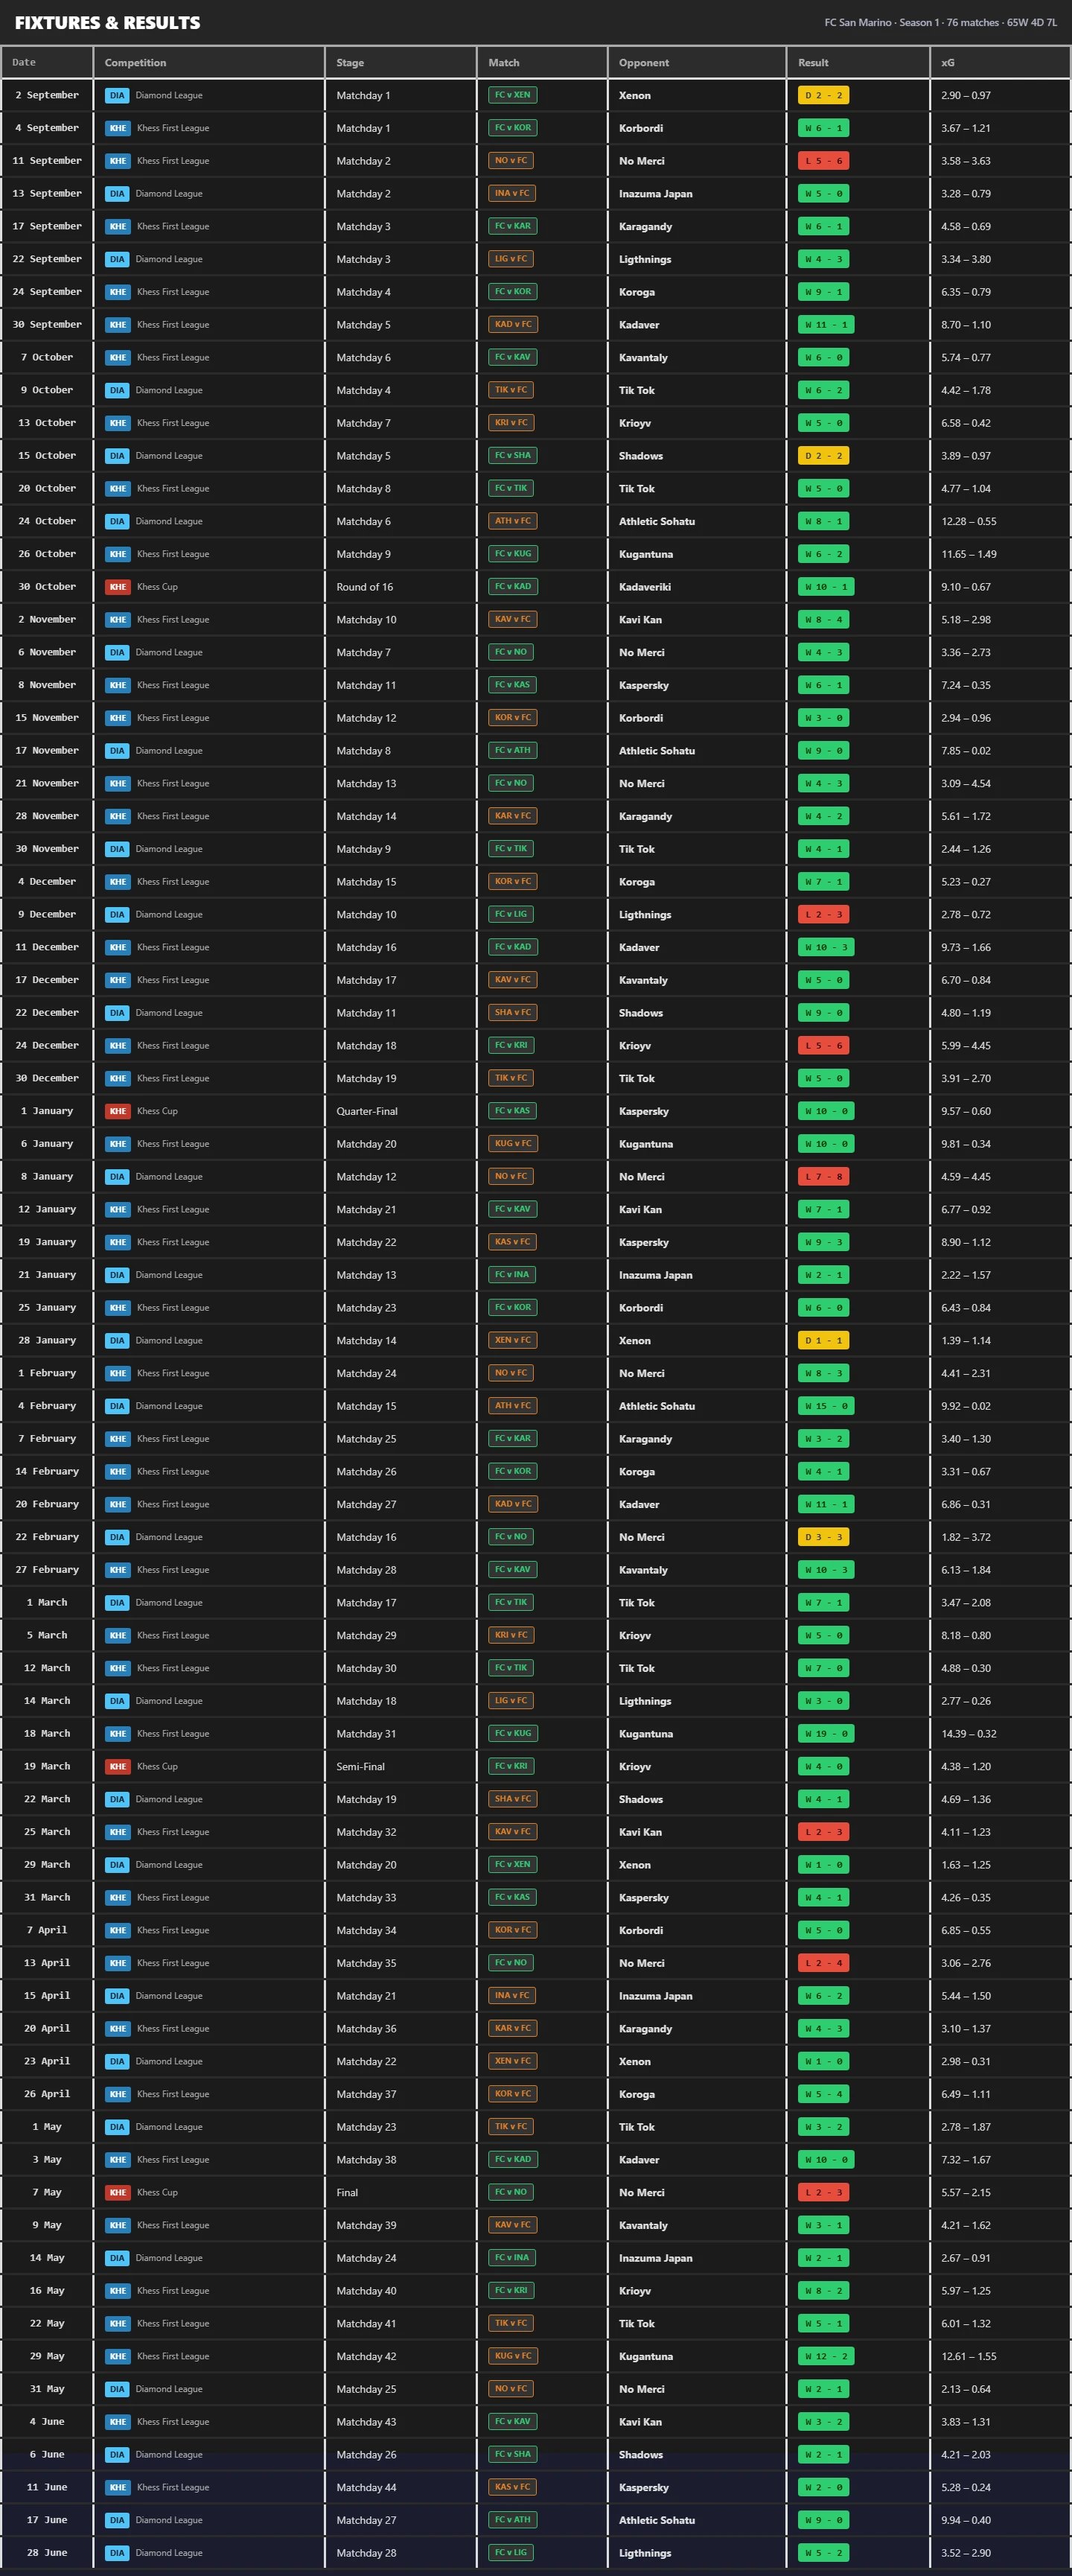 FIXTURES & RESULTS
FC San Marino · Season 1 · 76 matches · 65W 4D 7L
Date Competition Stage Match Opponent Result xG
2 September DIA Diamond League Matchday 1 FC v XEN Xenon D 2 - 2 2.90 – 0.97
4 September KHE Khess First League Matchday 1 FC v KOR Korbordi W 6 - 1 3.67 – 1.21
11 September KHE Khess First League Matchday 2 NO v FC No Merci L 5 - 6 3.58 – 3.63
13 September DIA Diamond League Matchday 2 INA v FC Inazuma Japan W 5 - 0 3.28 – 0.79
17 September KHE Khess First League Matchday 3 FC v KAR Karagandy W 6 - 1 4.58 – 0.69
22 September DIA Diamond League Matchday 3 LIG v FC Ligthnings W 4 - 3 3.34 – 3.80
24 September KHE Khess First League Matchday 4 FC v KOR Koroga W 9 - 1 6.35 – 0.79
30 September KHE Khess First League Matchday 5 KAD v FC Kadaver W 11 - 1 8.70 – 1.10
7 October KHE Khess First League Matchday 6 FC v KAV Kavantaly W 6 - 0 5.74 – 0.77
9 October DIA Diamond League Matchday 4 TIK v FC Tik Tok W 6 - 2 4.42 – 1.78
13 October KHE Khess First League Matchday 7 KRI v FC Krioyv W 5 - 0 6.58 – 0.42
15 October DIA Diamond League Matchday 5 FC v SHA Shadows D 2 - 2 3.89 – 0.97
20 October KHE Khess First League Matchday 8 FC v TIK Tik Tok W 5 - 0 4.77 – 1.04
24 October DIA Diamond League Matchday 6 ATH v FC Athletic Sohatu W 8 - 1 12.28 – 0.55
26 October KHE Khess First League Matchday 9 FC v KUG Kugantuna W 6 - 2 11.65 – 1.49
30 October KHE Khess Cup Round of 16 FC v KAD Kadaveriki W 10 - 1 9.10 – 0.67
2 November KHE Khess First League Matchday 10 KAV v FC Kavi Kan W 8 - 4 5.18 – 2.98
6 November DIA Diamond League Matchday 7 FC v NO No Merci W 4 - 3 3.36 – 2.73
8 November KHE Khess First League Matchday 11 FC v KAS Kaspersky W 6 - 1 7.24 – 0.35
15 November KHE Khess First League Matchday 12 KOR v FC Korbordi W 3 - 0 2.94 – 0.96
17 November DIA Diamond League Matchday 8 FC v ATH Athletic Sohatu W 9 - 0 7.85 – 0.02
21 November KHE Khess First League Matchday 13 FC v NO No Merci W 4 - 3 3.09 – 4.54
28 November KHE Khess First League Matchday 14 KAR v FC Karagandy W 4 - 2 5.61 – 1.72
30 November DIA Diamond League Matchday 9 FC v TIK Tik Tok W 4 - 1 2.44 – 1.26
4 December KHE Khess First League Matchday 15 KOR v FC Koroga W 7 - 1 5.23 – 0.27
9 December DIA Diamond League Matchday 10 FC v LIG Ligthnings L 2 - 3 2.78 – 0.72
11 December KHE Khess First League Matchday 16 FC v KAD Kadaver W 10 - 3 9.73 – 1.66
17 December KHE Khess First League Matchday 17 KAV v FC Kavantaly W 5 - 0 6.70 – 0.84
22 December DIA Diamond League Matchday 11 SHA v FC Shadows W 9 - 0 4.80 – 1.19
24 December KHE Khess First League Matchday 18 FC v KRI Krioyv L 5 - 6 5.99 – 4.45
30 December KHE Khess First League Matchday 19 TIK v FC Tik Tok W 5 - 0 3.91 – 2.70
1 January KHE Khess Cup Quarter-Final FC v KAS Kaspersky W 10 - 0 9.57 – 0.60
6 January KHE Khess First League Matchday 20 KUG v FC Kugantuna W 10 - 0 9.81 – 0.34
8 January DIA Diamond League Matchday 12 NO v FC No Merci L 7 - 8 4.59 – 4.45
12 January KHE Khess First League Matchday 21 FC v KAV Kavi Kan W 7 - 1 6.77 – 0.92
19 January KHE Khess First League Matchday 22 KAS v FC Kaspersky W 9 - 3 8.90 – 1.12
21 January DIA Diamond League Matchday 13 FC v INA Inazuma Japan W 2 - 1 2.22 – 1.57
25 January KHE Khess First League Matchday 23 FC v KOR Korbordi W 6 - 0 6.43 – 0.84
28 January DIA Diamond League Matchday 14 XEN v FC Xenon D 1 - 1 1.39 – 1.14
1 February KHE Khess First League Matchday 24 NO v FC No Merci W 8 - 3 4.41 – 2.31
4 February DIA Diamond League Matchday 15 ATH v FC Athletic Sohatu W 15 - 0 9.92 – 0.02
7 February KHE Khess First League Matchday 25 FC v KAR Karagandy W 3 - 2 3.40 – 1.30
14 February KHE Khess First League Matchday 26 FC v KOR Koroga W 4 - 1 3.31 – 0.67
20 February KHE Khess First League Matchday 27 KAD v FC Kadaver W 11 - 1 6.86 – 0.31
22 February DIA Diamond League Matchday 16 FC v NO No Merci D 3 - 3 1.82 – 3.72
27 February KHE Khess First League Matchday 28 FC v KAV Kavantaly W 10 - 3 6.13 – 1.84
1 March DIA Diamond League Matchday 17 FC v TIK Tik Tok W 7 - 1 3.47 – 2.08
5 March KHE Khess First League Matchday 29 KRI v FC Krioyv W 5 - 0 8.18 – 0.80
12 March KHE Khess First League Matchday 30 FC v TIK Tik Tok W 7 - 0 4.88 – 0.30
14 March DIA Diamond League Matchday 18 LIG v FC Ligthnings W 3 - 0 2.77 – 0.26
18 March KHE Khess First League Matchday 31 FC v KUG Kugantuna W 19 - 0 14.39 – 0.32
19 March KHE Khess Cup Semi-Final FC v KRI Krioyv W 4 - 0 4.38 – 1.20
22 March DIA Diamond League Matchday 19 SHA v FC Shadows W 4 - 1 4.69 – 1.36
25 March KHE Khess First League Matchday 32 KAV v FC Kavi Kan L 2 - 3 4.11 – 1.23
29 March DIA Diamond League Matchday 20 FC v XEN Xenon W 1 - 0 1.63 – 1.25
31 March KHE Khess First League Matchday 33 FC v KAS Kaspersky W 4 - 1 4.26 – 0.35
7 April KHE Khess First League Matchday 34 KOR v FC Korbordi W 5 - 0 6.85 – 0.55
13 April KHE Khess First League Matchday 35 FC v NO No Merci L 2 - 4 3.06 – 2.76
15 April DIA Diamond League Matchday 21 INA v FC Inazuma Japan W 6 - 2 5.44 – 1.50
20 April KHE Khess First League Matchday 36 KAR v FC Karagandy W 4 - 3 3.10 – 1.37
23 April DIA Diamond League Matchday 22 XEN v FC Xenon W 1 - 0 2.98 – 0.31
26 April KHE Khess First League Matchday 37 KOR v FC Koroga W 5 - 4 6.49 – 1.11
1 May DIA Diamond League Matchday 23 TIK v FC Tik Tok W 3 - 2 2.78 – 1.87
3 May KHE Khess First League Matchday 38 FC v KAD Kadaver W 10 - 0 7.32 – 1.67
7 May KHE Khess Cup Final FC v NO No Merci L 2 - 3 5.57 – 2.15
9 May KHE Khess First League Matchday 39 KAV v FC Kavantaly W 3 - 1 4.21 – 1.62
14 May DIA Diamond League Matchday 24 FC v INA Inazuma Japan W 2 - 1 2.67 – 0.91
16 May KHE Khess First League Matchday 40 FC v KRI Krioyv W 8 - 2 5.97 – 1.25
22 May KHE Khess First League Matchday 41 TIK v FC Tik Tok W 5 - 1 6.01 – 1.32
29 May KHE Khess First League Matchday 42 KUG v FC Kugantuna W 12 - 2 12.61 – 1.55
31 May DIA Diamond League Matchday 25 NO v FC No Merci W 2 - 1 2.13 – 0.64
4 June KHE Khess First League Matchday 43 FC v KAV Kavi Kan W 3 - 2 3.83 – 1.31
6 June DIA Diamond League Matchday 26 FC v SHA Shadows W 2 - 1 4.21 – 2.03
11 June KHE Khess First League Matchday 44 KAS v FC Kaspersky W 2 - 0 5.28 – 0.24
17 June DIA Diamond League Matchday 27 FC v ATH Athletic Sohatu W 9 - 0 9.94 – 0.40
28 June DIA Diamond League Matchday 28 FC v LIG Ligthnings W 5 - 2 3.52 – 2.90